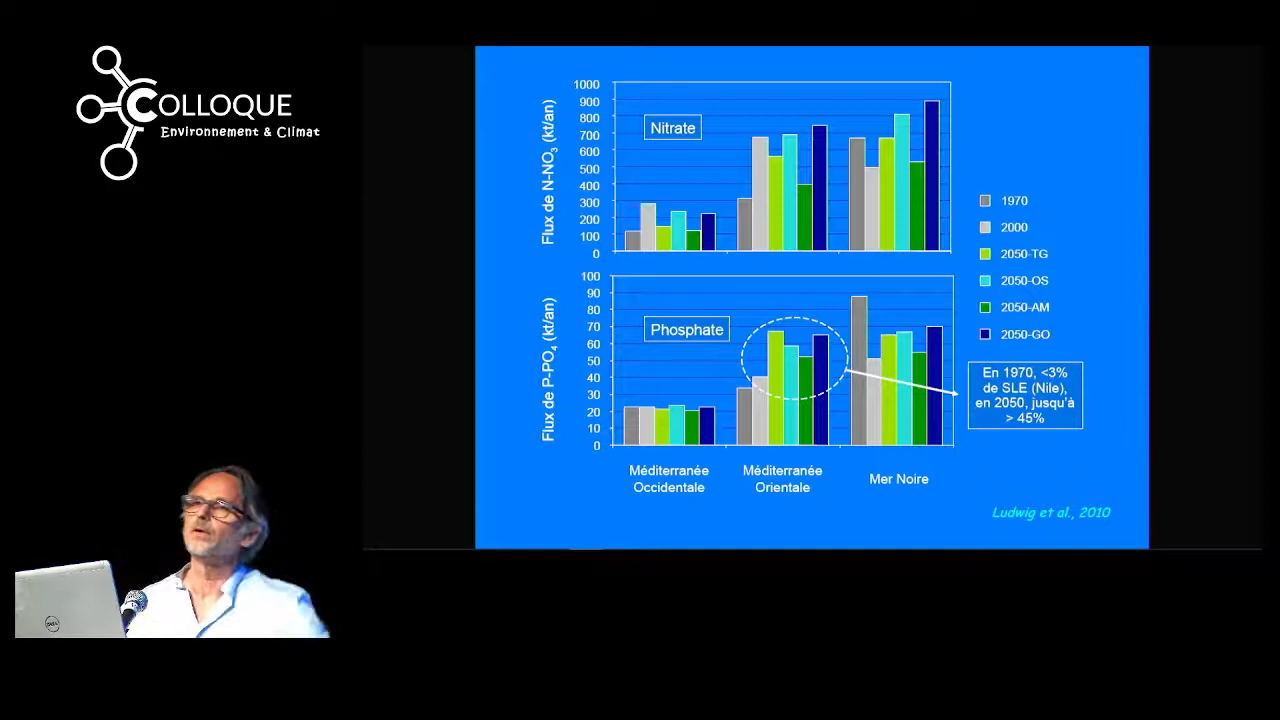 COLLOQUE
Environnement & Climat
Flux de N-NO3 (kt/an)
1000
900
800
700
600
500
400
300
200
100
0
Nitrate
Flux de P-PO4 (kt/an)
100
90
80
70
60
50
40
30
20
10
0
Phosphate
Méditerranée
Occidentale
Méditerranée
Orientale
Mer Noire
1970
2000
2050-TG
2050-OS
2050-AM
2050-GO
En 1970, <3%
de SLE (Nile),
en 2050, jusqu'à
> 45%
Ludwig et al., 2010
DELL